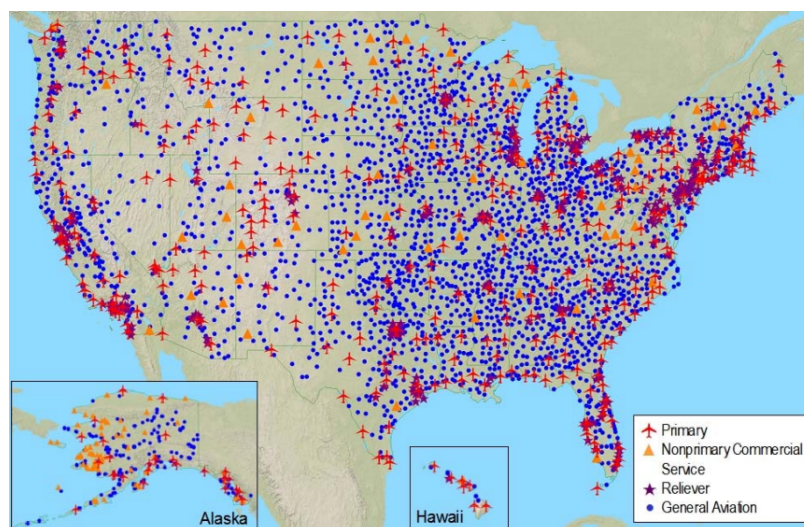 Primary
Nonprimary Commercial
Service
Reliever
General Aviation
Alaska
Hawaii